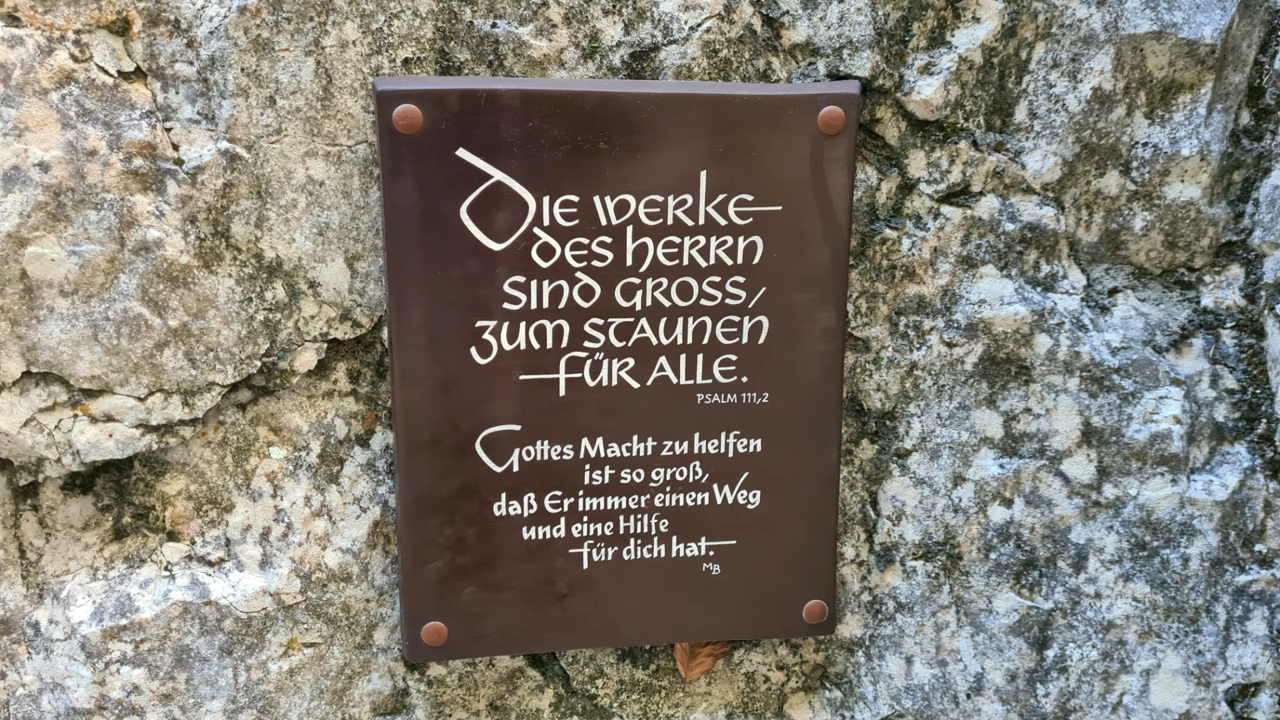 Die Werke
des Herrn
sind gross,
zum Staunen
für alle.
PSALM 111,2
Gottes Macht zu helfen
ist so groß,
daß Er immer einen Weg
und eine Hilfe
für dich hat.
MB